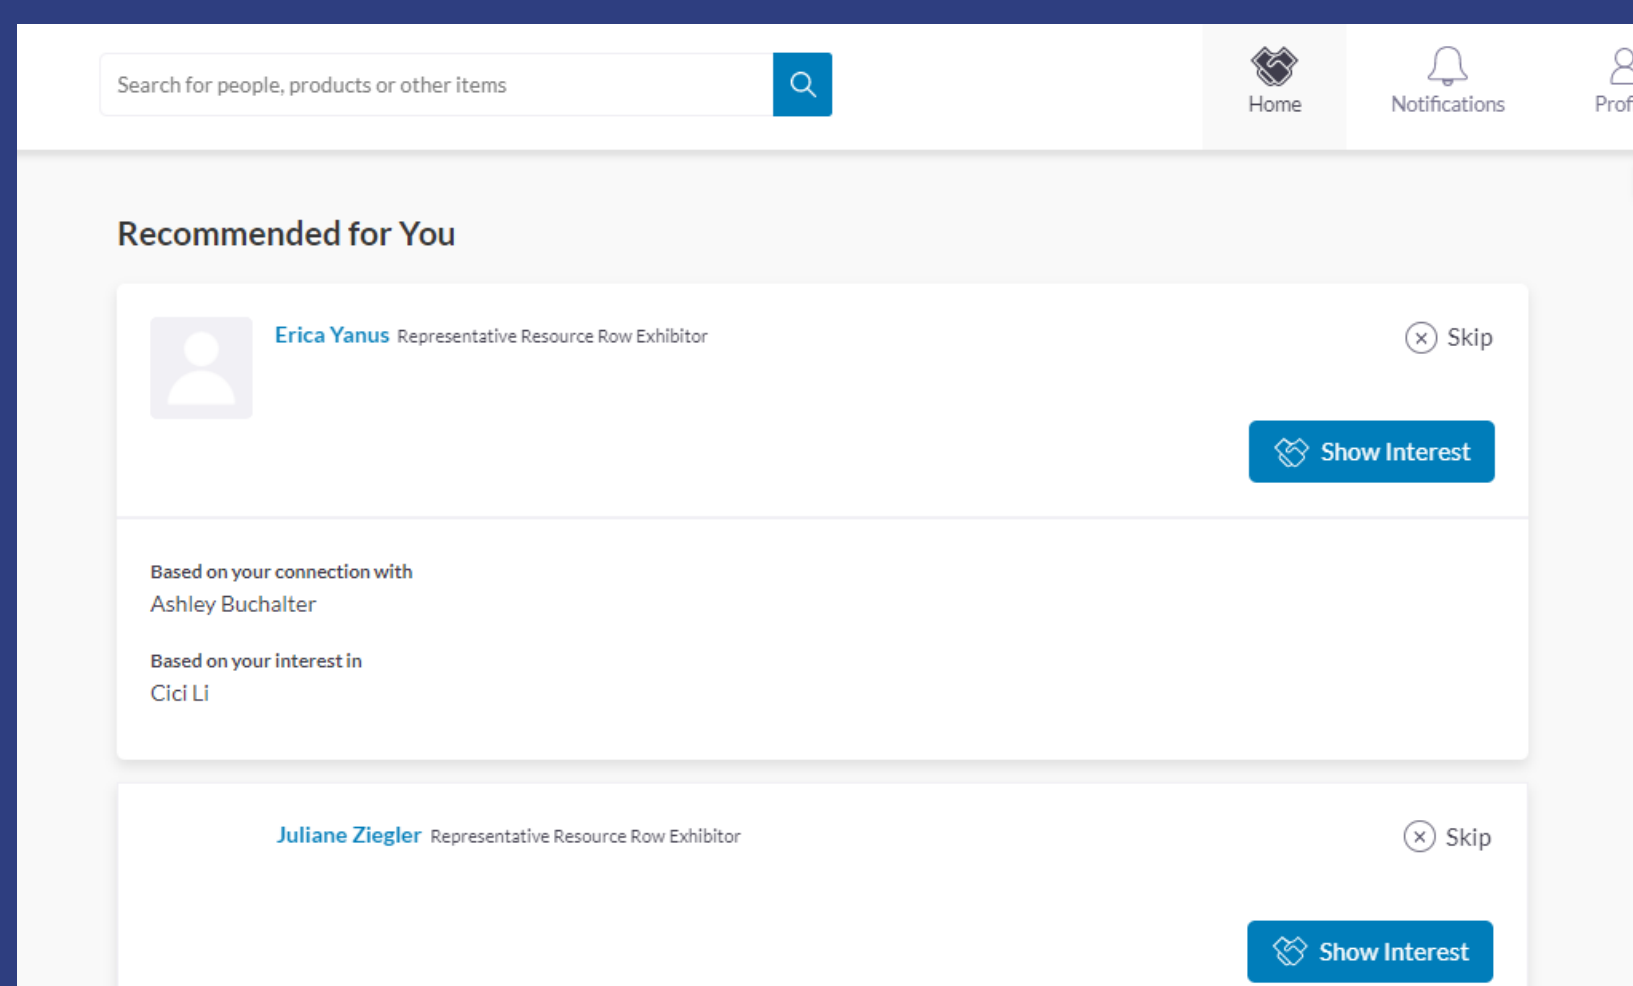 Search for people, products or other items
Home
Notifications
Recommended for You
Erica Yanus Representative Resource Row Exhibitor
Skip
Show Interest
Based on your connection with
Ashley Buchalter
Based on your interest in
Cici Li
Juliane Ziegler Representative Resource Row Exhibitor
Skip
Show Interest